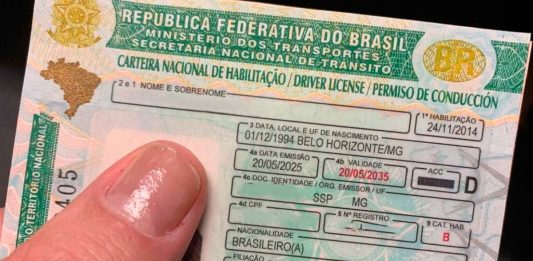 REPÚBLICA FEDERATIVA DO BRASIL
MINISTERIO DOS TRANSPORTES
SECRETARIA NACIONAL DE TRÂNSITO
BR
CARTEIRA NACIONAL DE HABILITAÇÃO / DRIVER LICENSE / PERMISO DE CONDUCCIÓN
2 e 1 NOME E SOBRENOME
1ª HABILITAÇÃO
24/11/2014
3 DATA, LOCAL E UF DE NASCIMENTO
01/12/1994 BELO HORIZONTE/MG
4a DATA EMISSÃO
20/05/2025
4b VALIDADE
20/05/2035
ACC
D
4c DOC. IDENTIDADE / ÓRG. EMISSOR / UF
SSP MG
4d CPF
5 Nº REGISTRO
9 CAT. HAB.
B
NACIONALIDADE
BRASILEIRO(A)
FILIAÇÃO
O TERRITÓRIO NACIONAL
405